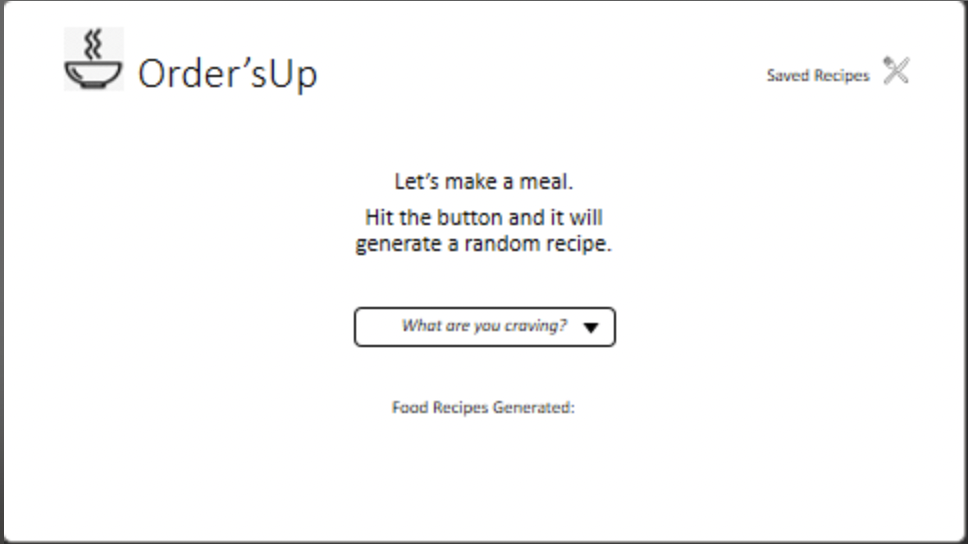 Order’sUp
Saved Recipes
Let’s make a meal.
Hit the button and it will
generate a random recipe.
What are you craving?
Food Recipes Generated: